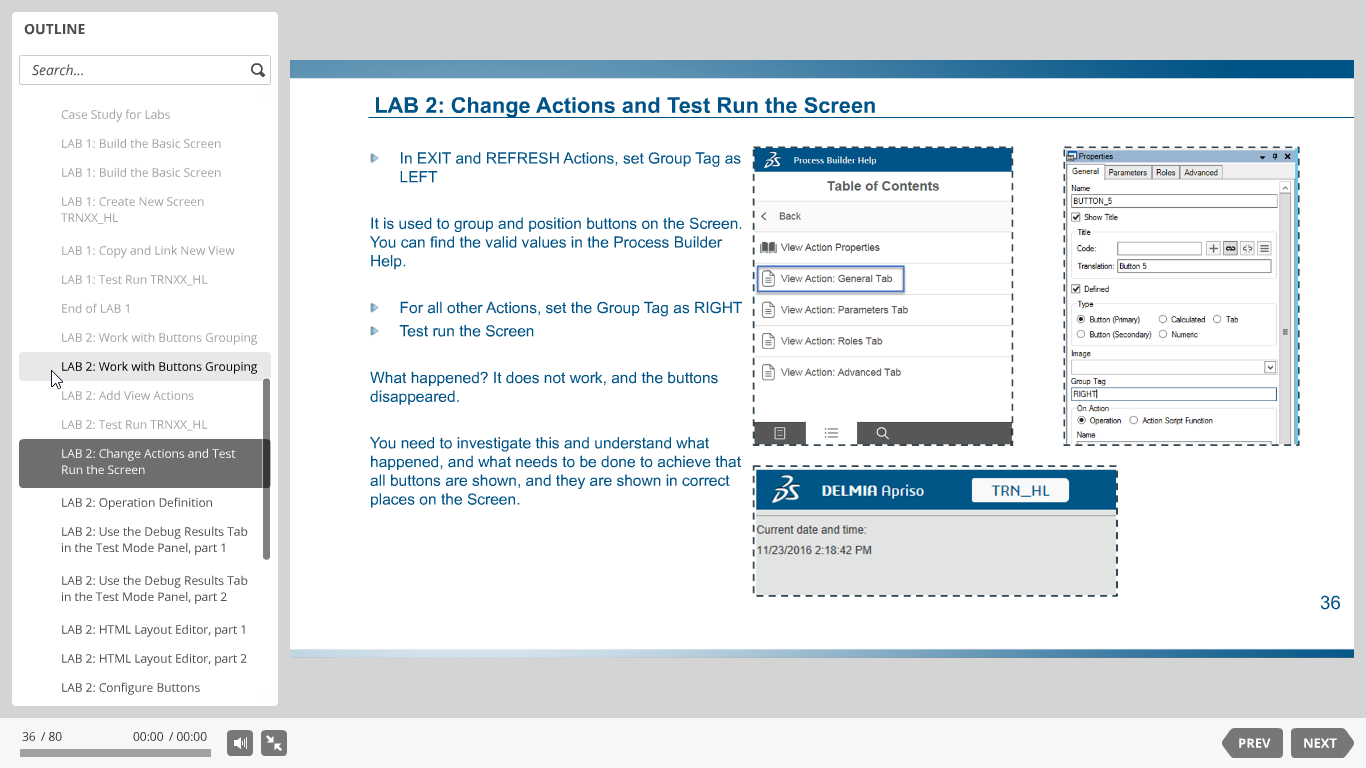 OUTLINE
Search...
Case Study for Labs
LAB 1: Build the Basic Screen
LAB 1: Build the Basic Screen
LAB 1: Create New Screen
TRNXX_HL
LAB 1: Copy and Link New View
LAB 1: Test Run TRNXX_HL
End of LAB 1
LAB 2: Work with Buttons Grouping
LAB 2: Work with Buttons Grouping
LAB 2: Add View Actions
LAB 2: Test Run TRNXX_HL
LAB 2: Change Actions and Test
Run the Screen
LAB 2: Operation Definition
LAB 2: Use the Debug Results Tab
in the Test Mode Panel, part 1
LAB 2: Use the Debug Results Tab
in the Test Mode Panel, part 2
LAB 2: HTML Layout Editor, part 1
LAB 2: HTML Layout Editor, part 2
LAB 2: Configure Buttons
LAB 2: Change Actions and Test Run the Screen
In EXIT and REFRESH Actions, set Group Tag as
LEFT
It is used to group and position buttons on the Screen.
You can find the valid values in the Process Builder
Help.
For all other Actions, set the Group Tag as RIGHT
Test run the Screen
What happened? It does not work, and the buttons
disappeared.
You need to investigate this and understand what
happened, and what needs to be done to achieve that
all buttons are shown, and they are shown in correct
places on the Screen.
Process Builder Help
Table of Contents
Back
View Action Properties
View Action: General Tab
View Action: Parameters Tab
View Action: Roles Tab
View Action: Advanced Tab
Properties
General Parameters Roles Advanced
Name
BUTTON_5
Show Title
Title
Code:
Translation: Button 5
Defined
Type
Button (Primary) Calculated Tab
Button (Secondary) Numeric
Image
Group Tag
RIGHT
On Action
Operation Action Script Function
Name
DELMIA Apriso TRN_HL
Current date and time:
11/23/2016 2:18:42 PM
36
36 / 80 00:00 / 00:00
PREV NEXT